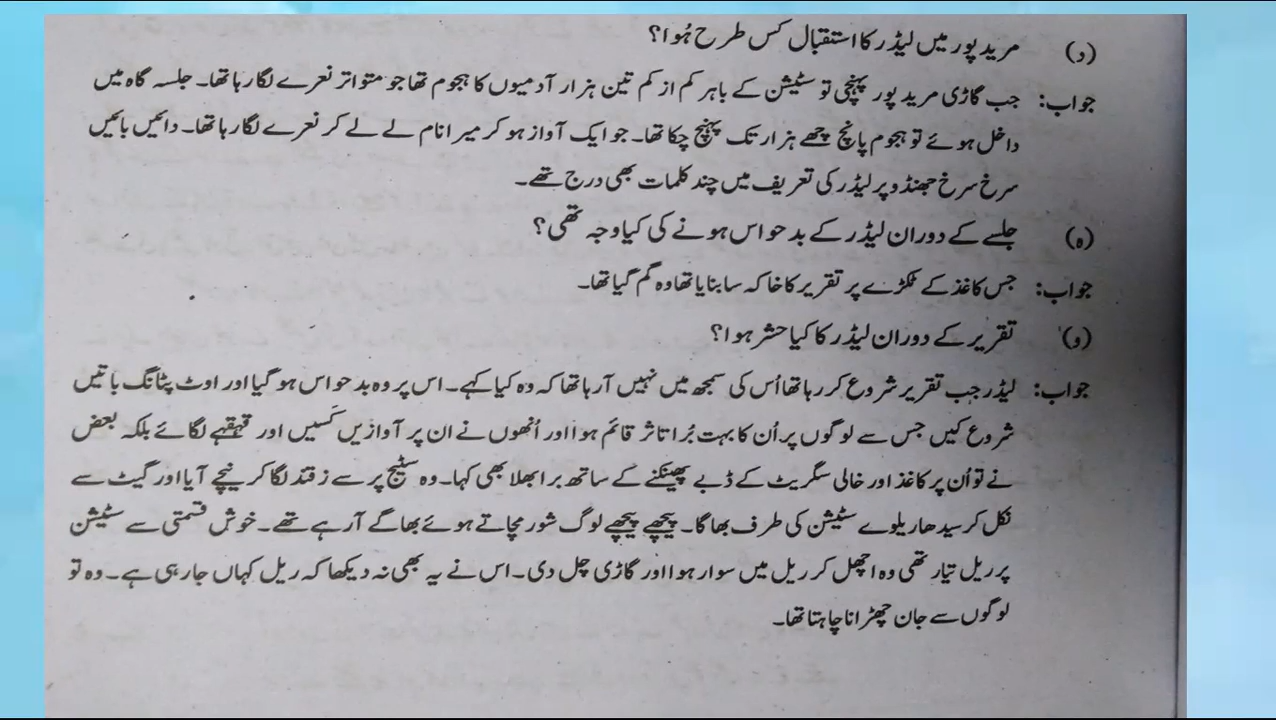 (د) مرید پور میں لیڈر کا استقبال کس طرح ہُوا؟
جواب: جب گاڑی مرید پور پہنچی تو سٹیشن کے باہر کم از کم تین ہزار آدمیوں کا ہجوم تھا جو متواتر نعرے لگا رہا تھا۔ جلسہ گاہ میں
داخل ہوئے تو ہجوم پانچ چھے ہزار تک پہنچ چکا تھا۔ جو ایک آواز ہو کر میرا نام لے لے کر نعرے لگا رہا تھا۔ دائیں بائیں
سرخ سرخ جھنڈو پر لیڈر کی تعریف میں چند کلمات بھی درج تھے۔
(ہ) جلسے کے دوران لیڈر کے بدحواس ہونے کی کیا وجہ تھی؟
جواب: جس کاغذ کے ٹکڑے پر تقریر کا خاکہ سا بنایا تھا وہ گم گیا تھا۔
(و) تقریر کے دوران لیڈر کا کیا حشر ہوا؟
جواب: لیڈر جب تقریر شروع کر رہا تھا اُس کی سمجھ میں نہیں آ رہا تھا کہ وہ کیا کہے۔ اس پر وہ بدحواس ہو گیا اور اوٹ پٹانگ باتیں
شروع کیں جس سے لوگوں پر اُن کا بہت بُرا تاثر قائم ہوا اور اُنھوں نے ان پر آوازیں کَسیں اور قہقہے لگائے بلکہ بعض
نے تو اُن پر کاغذ اور خالی سگریٹ کے ڈبے پھینکنے کے ساتھ برا بھلا بھی کہا۔ وہ سٹیج پر سے زقند لگا کر نیچے آیا اور گیٹ سے
نکل کر سیدھا ریلوے سٹیشن کی طرف بھاگا۔ پیچھے پیچھے لوگ شور مچاتے ہوئے بھاگے آ رہے تھے۔ خوش قسمتی سے سٹیشن
پر ریل تیار تھی وہ اچھل کر ریل میں سوار ہوا اور گاڑی چل دی۔ اس نے یہ بھی نہ دیکھا کہ ریل کہاں جا رہی ہے۔ وہ تو
لوگوں سے جان چھڑانا چاہتا تھا۔